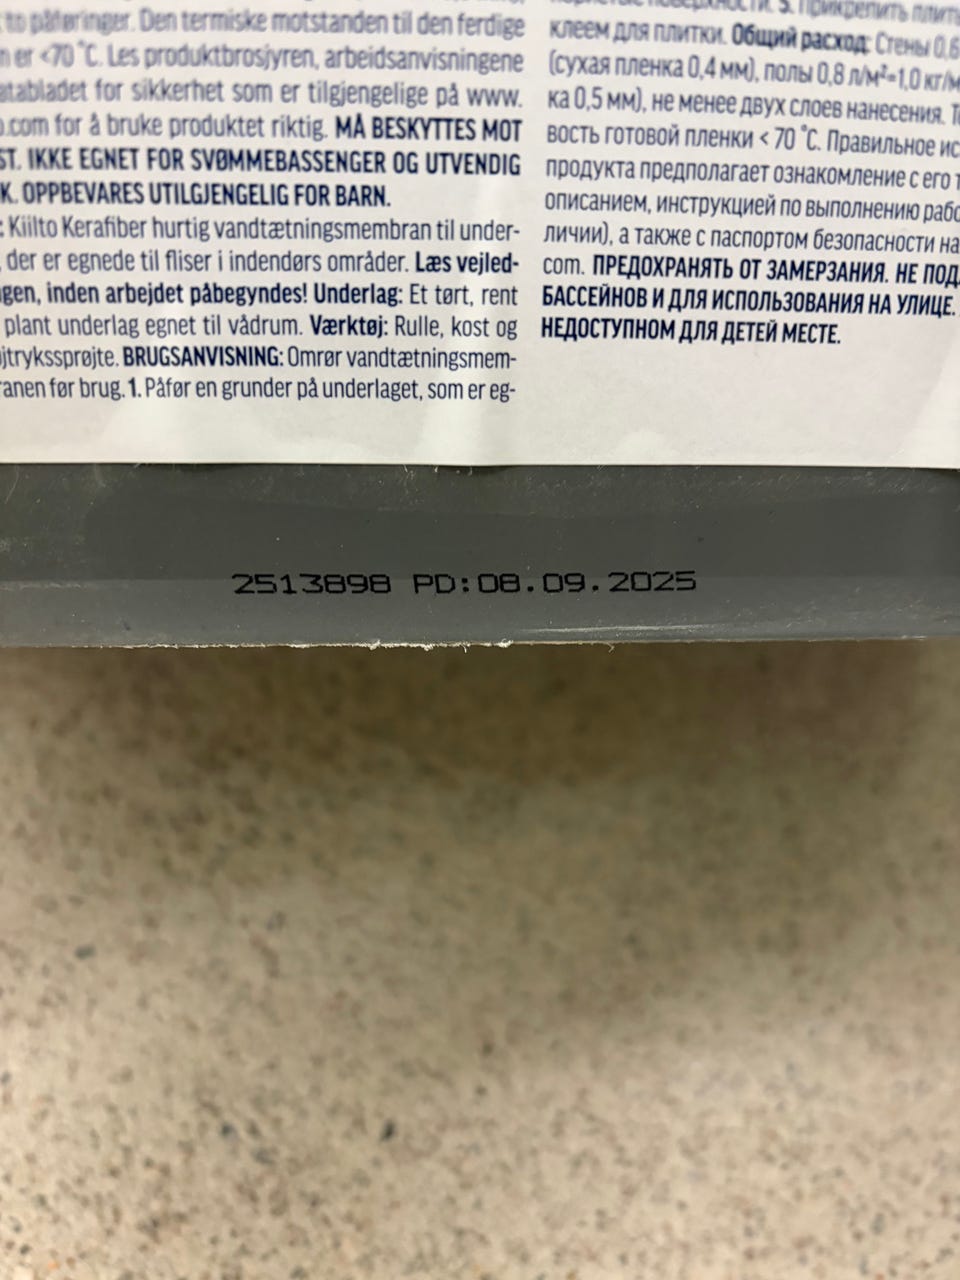 to påføringer. Den termiske motstanden til den ferdige
er <70 °C. Les produktbrosjyren, arbeidsanvisningene
atabladet for sikkerhet som er tilgjengelige på www.
o.com for å bruke produktet riktig. MÅ BESKYTTES MOT
ST. IKKE EGNET FOR SVØMMEBASSENGER OG UTVENDIG
K. OPPBEVARES UTILGJENGELIG FOR BARN.
: Kiilto Kerafiber hurtig vandtætningsmembran til under-
, der er egnede til fliser i indendørs områder. Læs vejled-
gen, inden arbejdet påbegyndes! Underlag: Et tørt, rent
plant underlag egnet til vådrum. Værktøj: Rulle, kost og
jtrykssprøjte. BRUGSANVISNING: Omrør vandtætningsmem-
ranen før brug. 1. Påfør en grunder på underlaget, som er eg-
поверхности. 5. Прикрепить плит
клеем для плитки. Общий расход: Стены 0,6
(сухая пленка 0,4 мм), полы 0,8 л/м²=1,0 кг/м
ка 0,5 мм), не менее двух слоев нанесения. Т
вость готовой пленки < 70 °C. Правильное ис
продукта предполагает ознакомление с его т
описанием, инструкцией по выполнению рабо
личии), а также с паспортом безопасности на
com. ПРЕДОХРАНЯТЬ ОТ ЗАМЕРЗАНИЯ. НЕ ПОД
БАССЕЙНОВ И ДЛЯ ИСПОЛЬЗОВАНИЯ НА УЛИЦЕ.
НЕДОСТУПНОМ ДЛЯ ДЕТЕЙ МЕСТЕ.
2513898 PD:08.09.2025